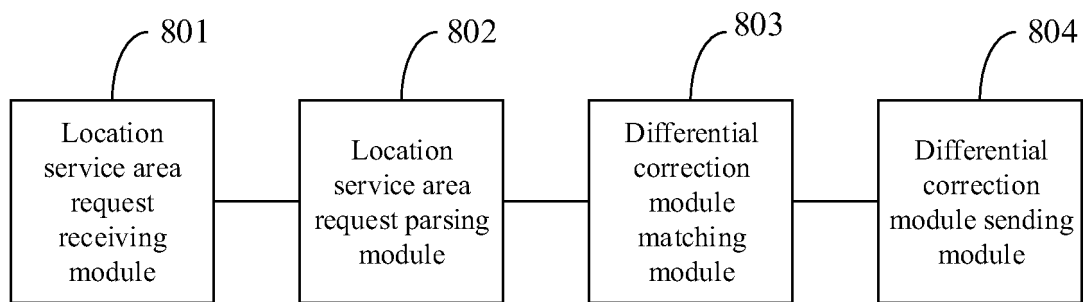 801
802
803
804
Location
service area
request
receiving
module
Location
service area
request parsing
module
Differential
correction
module
matching
module
Differential
correction
module sending
module